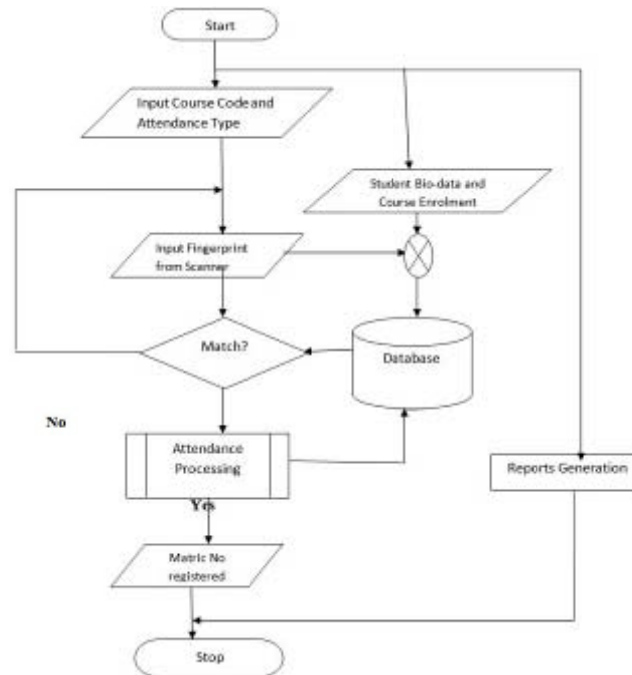 Start
Input Course Code and
Attendance Type
Student Bio-data and
Course Enrolment
Input Fingerprint
from Scanner
Match?
Database
No
Attendance
Processing
Reports Generation
Yes
Matric No
registered
Stop